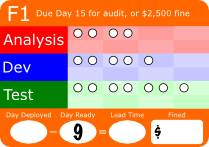 F1 Due Day 15 for audit, or $2,500 fine
Analysis
Dev
Test
Day Deployed Day Ready Lead Time Fined
– 9 = $